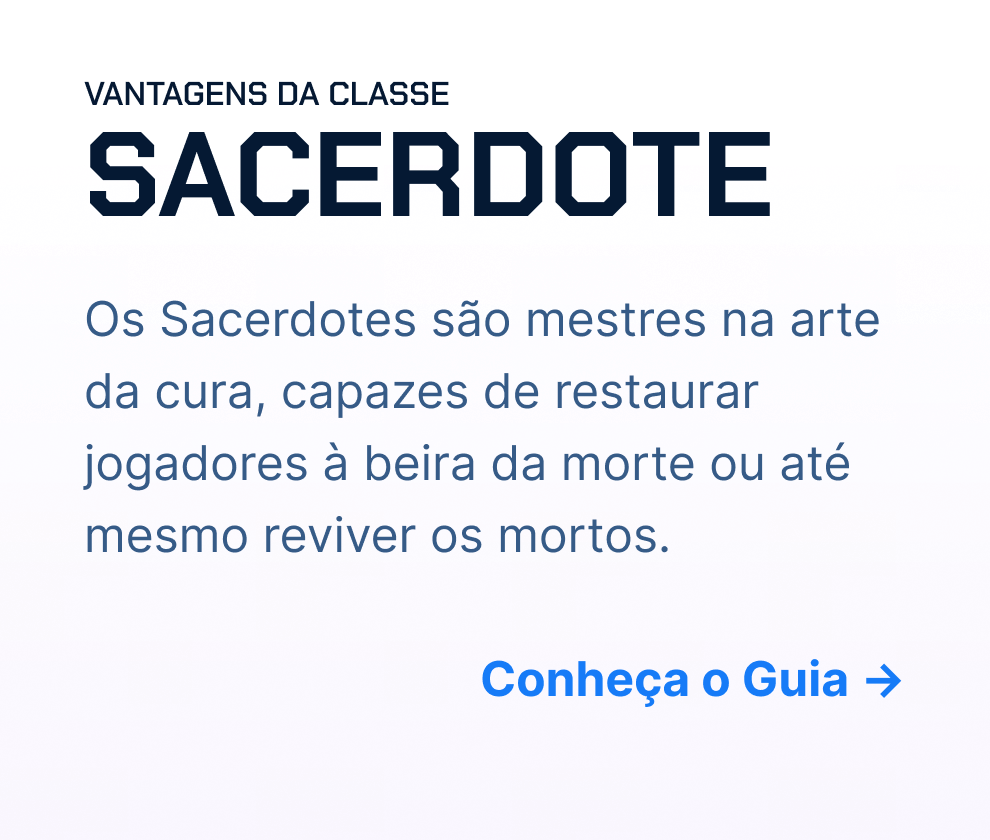 VANTAGENS DA CLASSE
SACERDOTE
Os Sacerdotes são mestres na arte
da cura, capazes de restaurar
jogadores à beira da morte ou até
mesmo reviver os mortos.
Conheça o Guia →